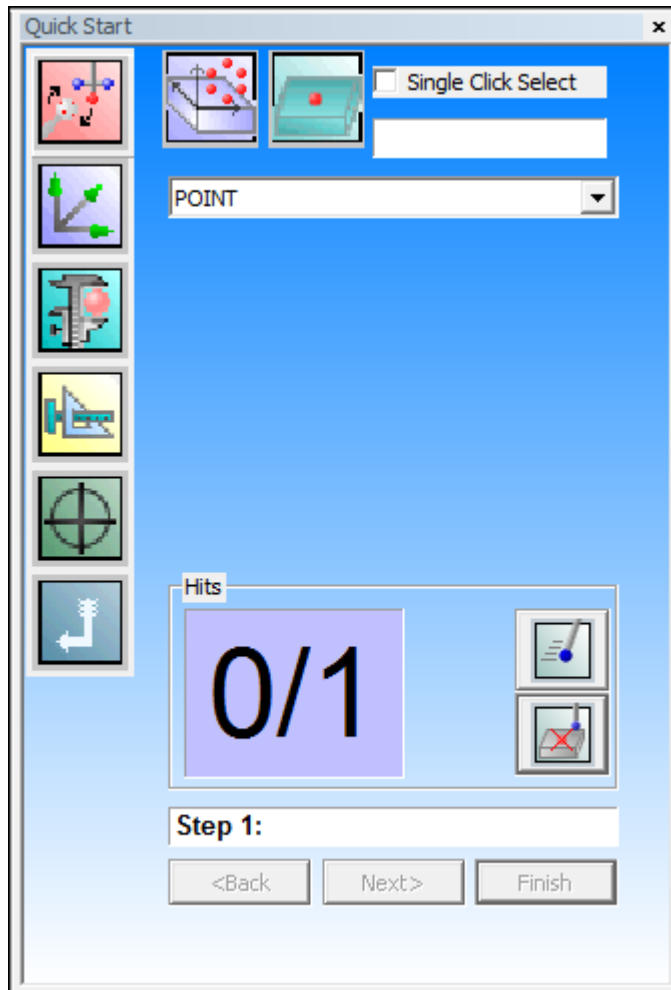 Quick Start
Single Click Select
POINT
Hits
0/1
Step 1:
<Back Next> Finish